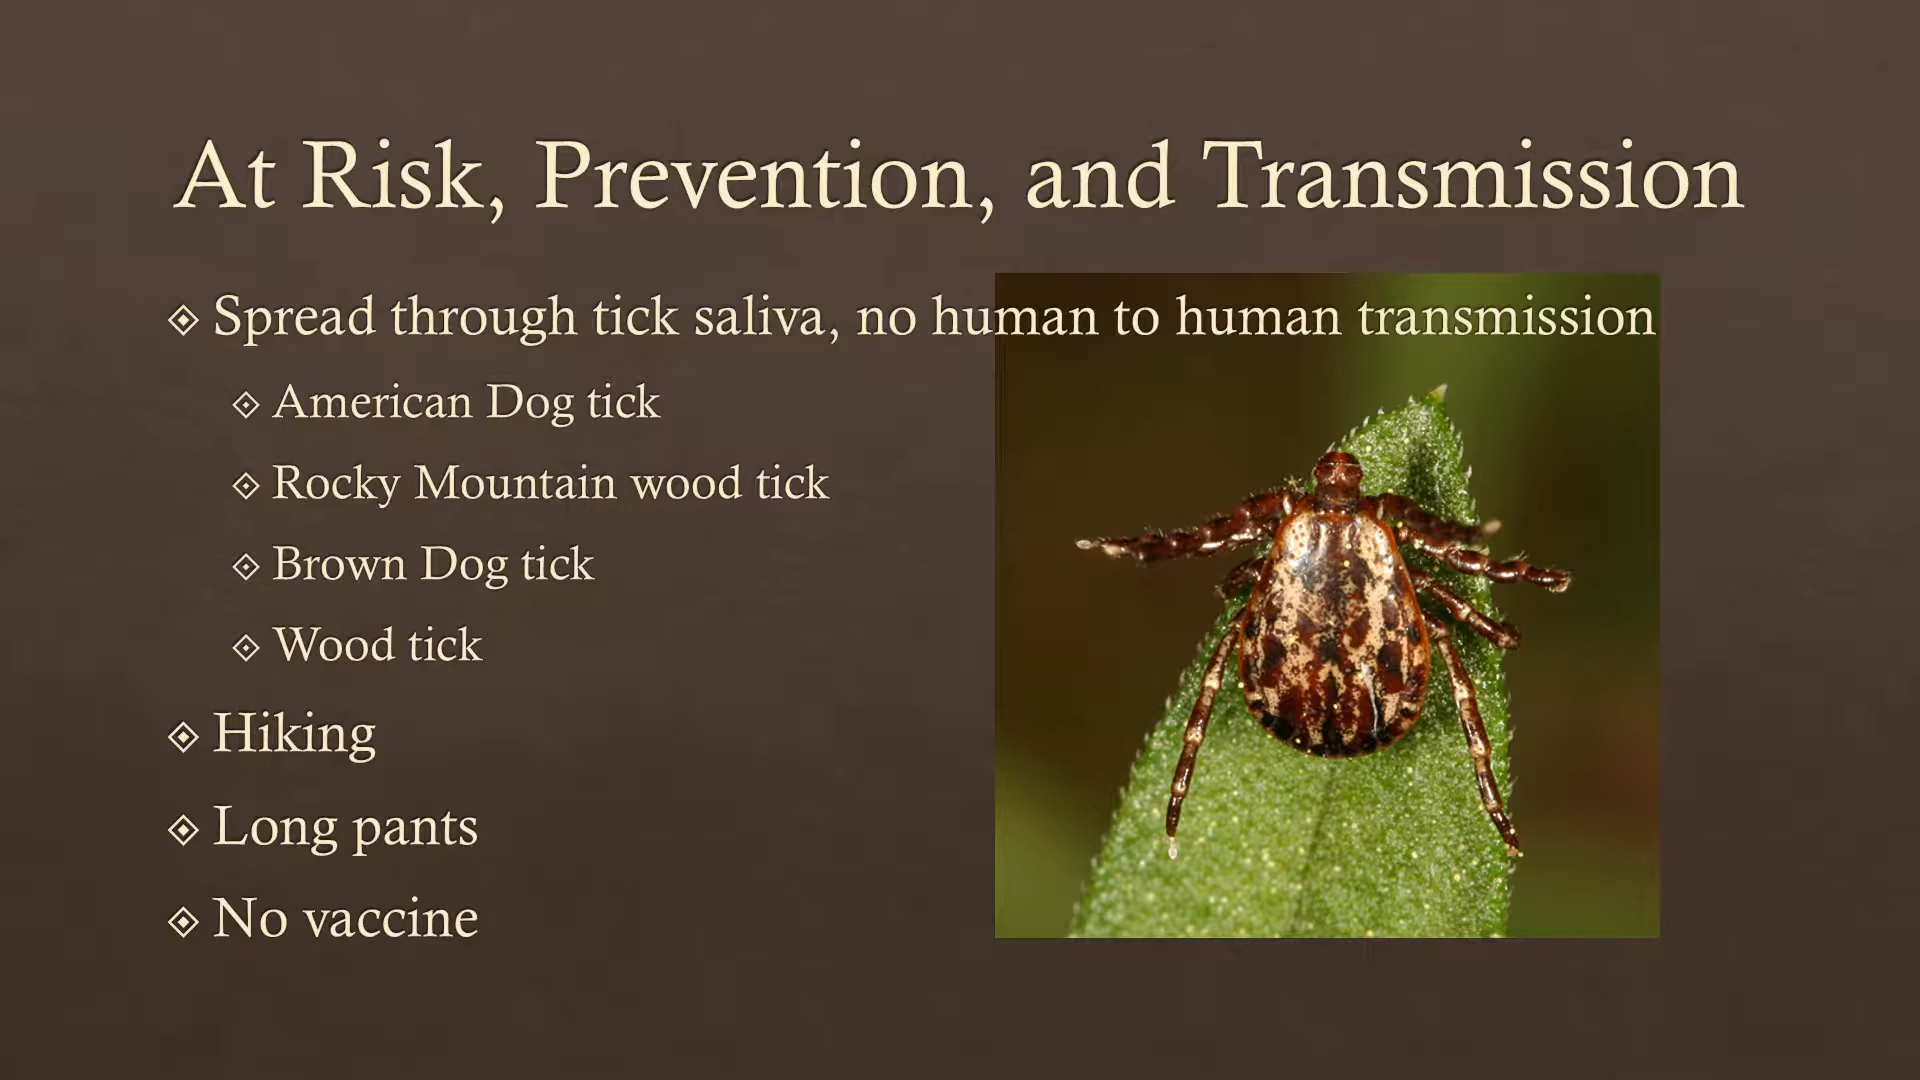 At Risk, Prevention, and Transmission
Spread through tick saliva, no human to human transmission
American Dog tick
Rocky Mountain wood tick
Brown Dog tick
Wood tick
Hiking
Long pants
No vaccine